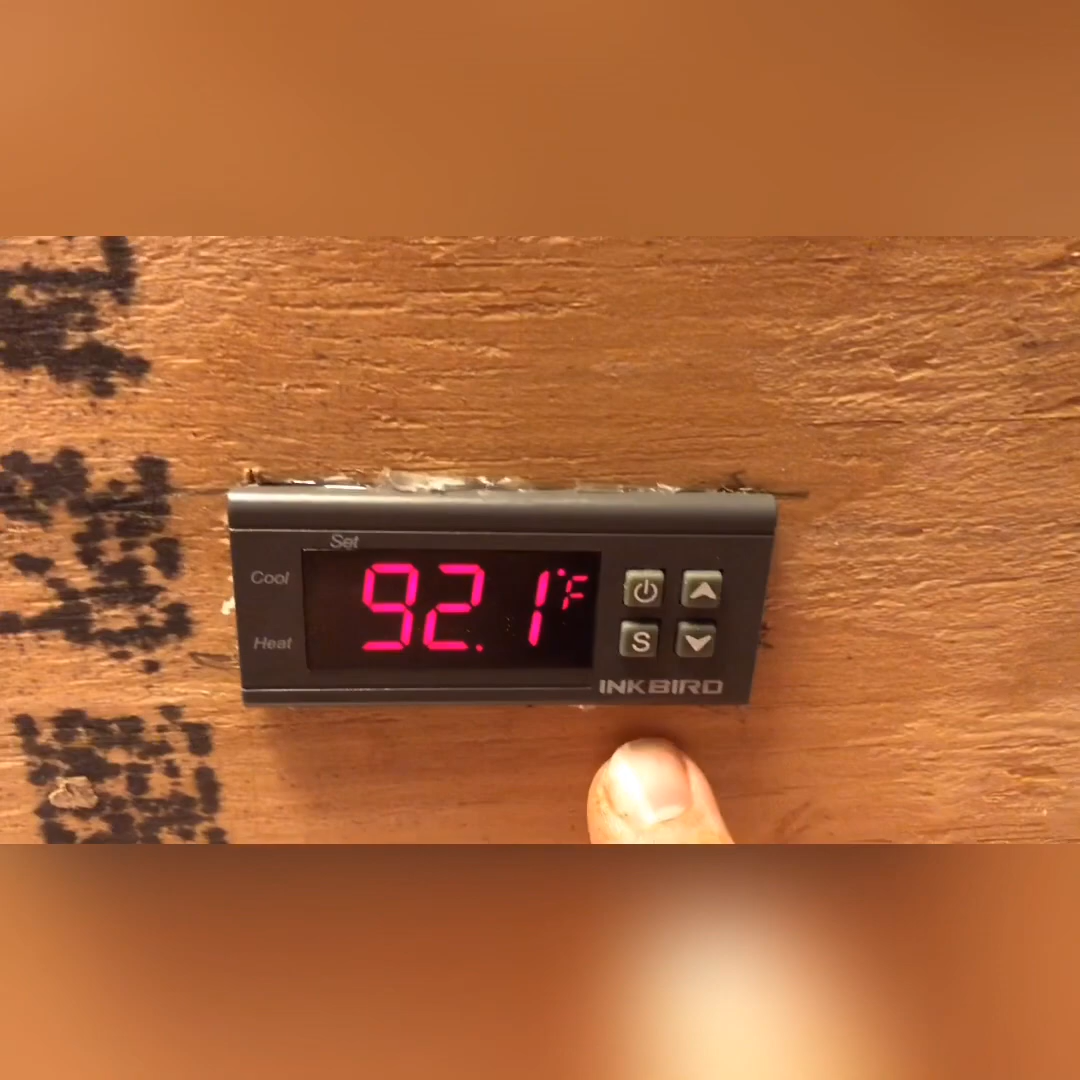 Set
Cool
92.1°F
Heat
S
INKBIRD